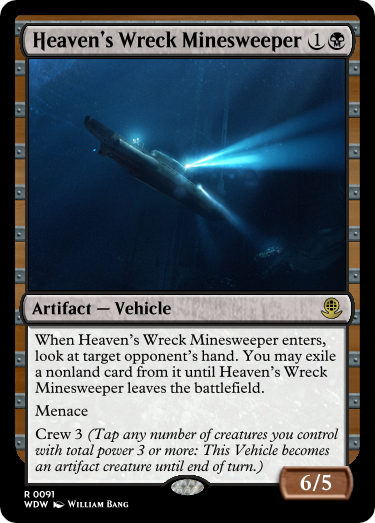 Heaven's Wreck Minesweeper 1
Artifact — Vehicle
When Heaven's Wreck Minesweeper enters,
look at target opponent's hand. You may exile
a nonland card from it until Heaven's Wreck
Minesweeper leaves the battlefield.
Menace
Crew 3 (Tap any number of creatures you control
with total power 3 or more: This Vehicle becomes
an artifact creature until end of turn.)
6/5
R 0091
WDW William Bang